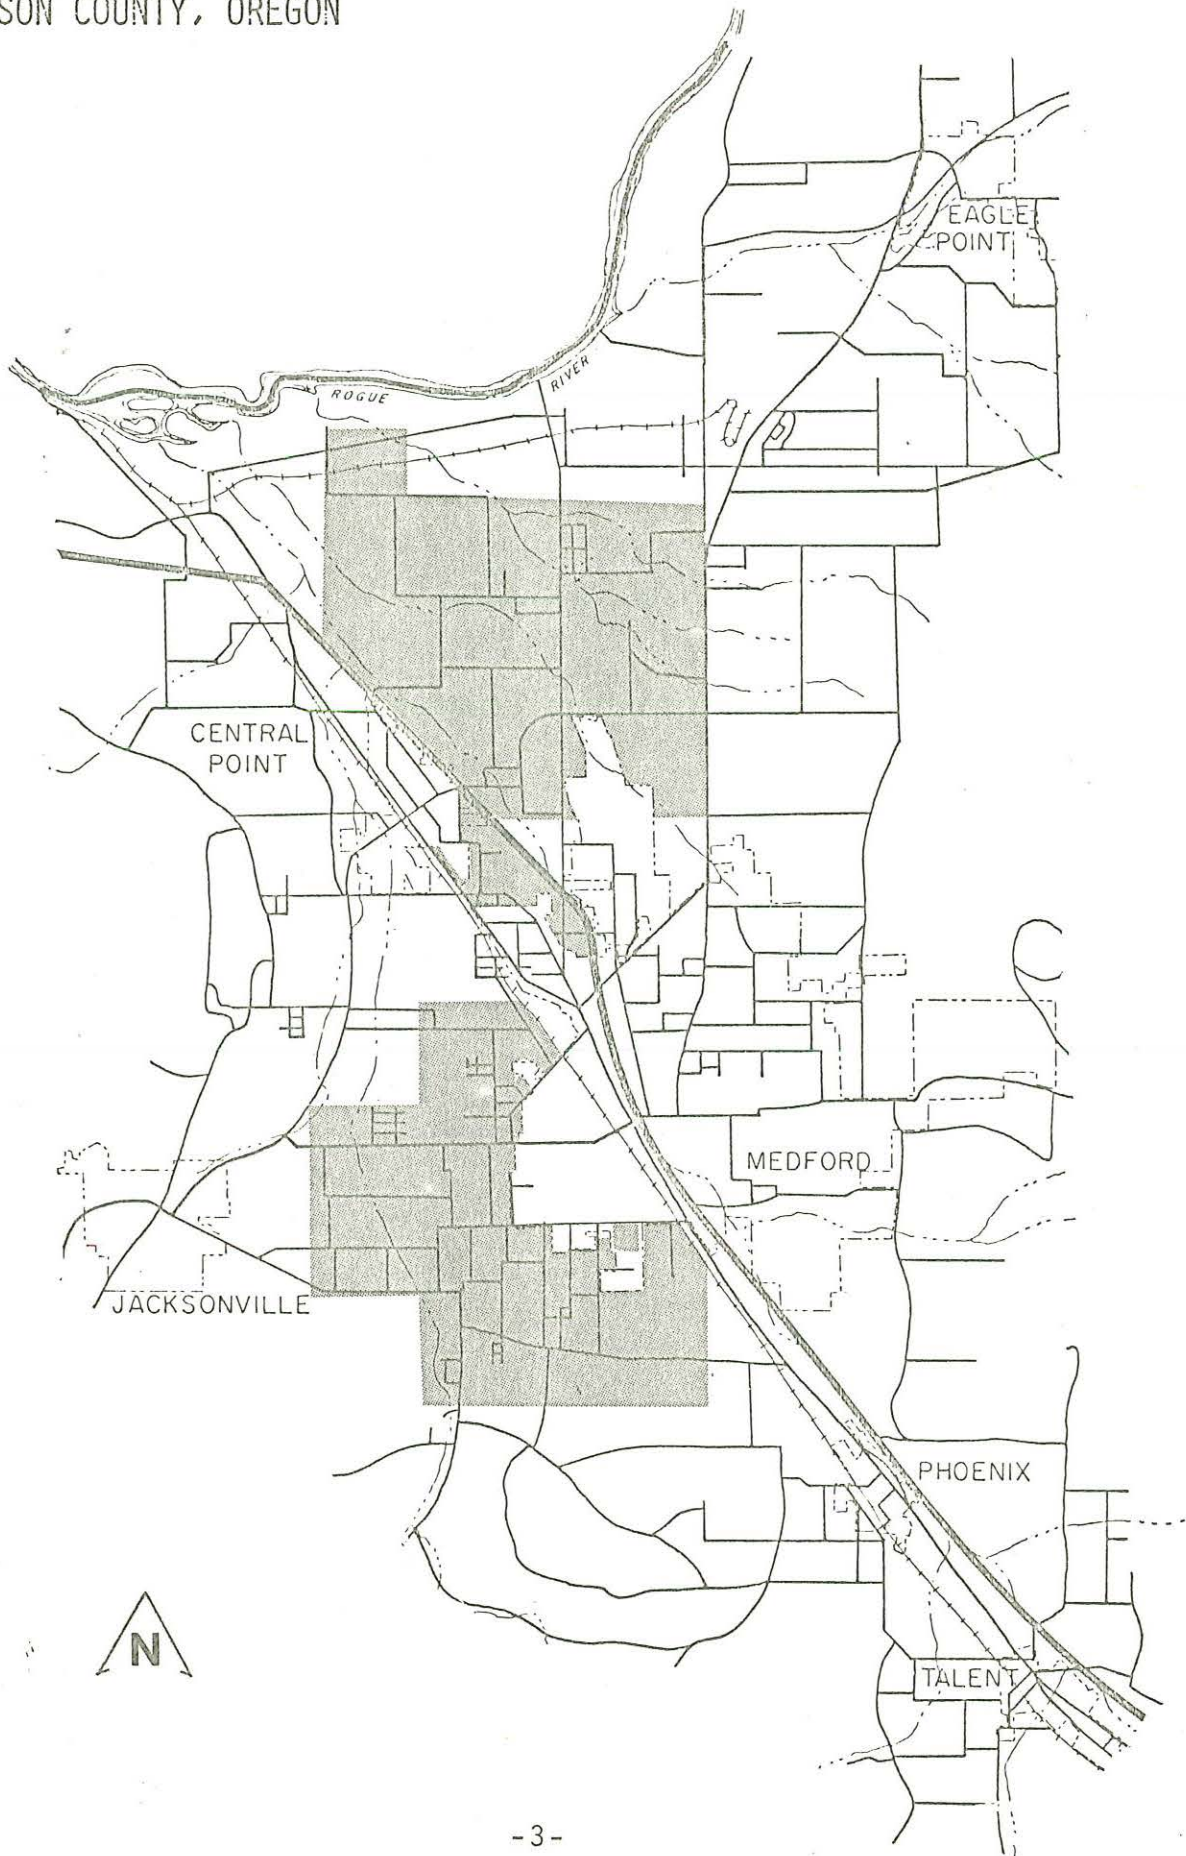 SON COUNTY, OREGON
EAGLE
POINT
ROGUE
RIVER
CENTRAL
POINT
MEDFORD
JACKSONVILLE
PHOENIX
N
TALENT
-3-